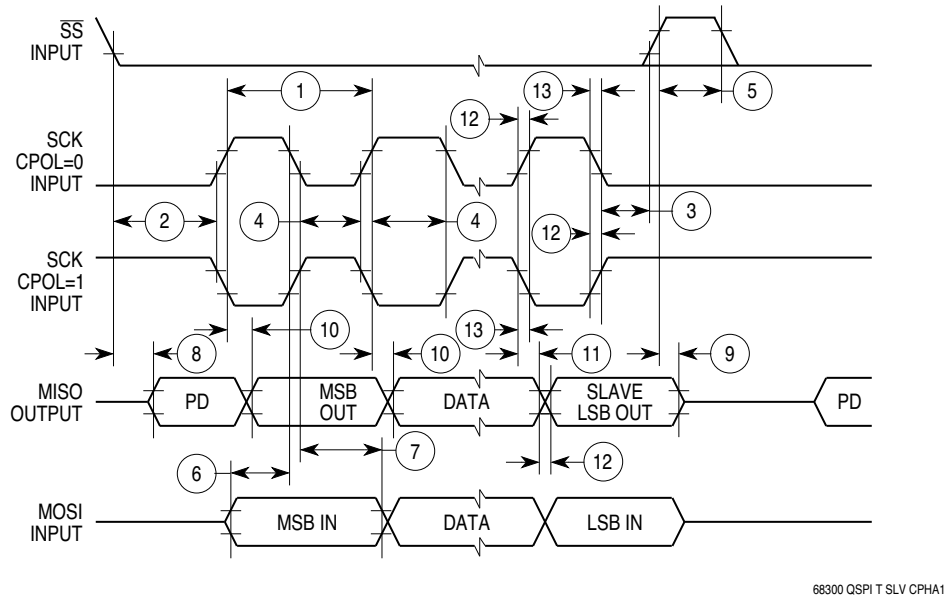 SS
INPUT
5
1
13
12
SCK
CPOL=0
INPUT
2
4
4
3
12
SCK
CPOL=1
INPUT
10
13
8
10
11
9
MISO
OUTPUT
PD
MSB
OUT
DATA
SLAVE
LSB OUT
PD
7
12
6
MOSI
INPUT
MSB IN
DATA
LSB IN
68300 QSPI T SLV CPHA1